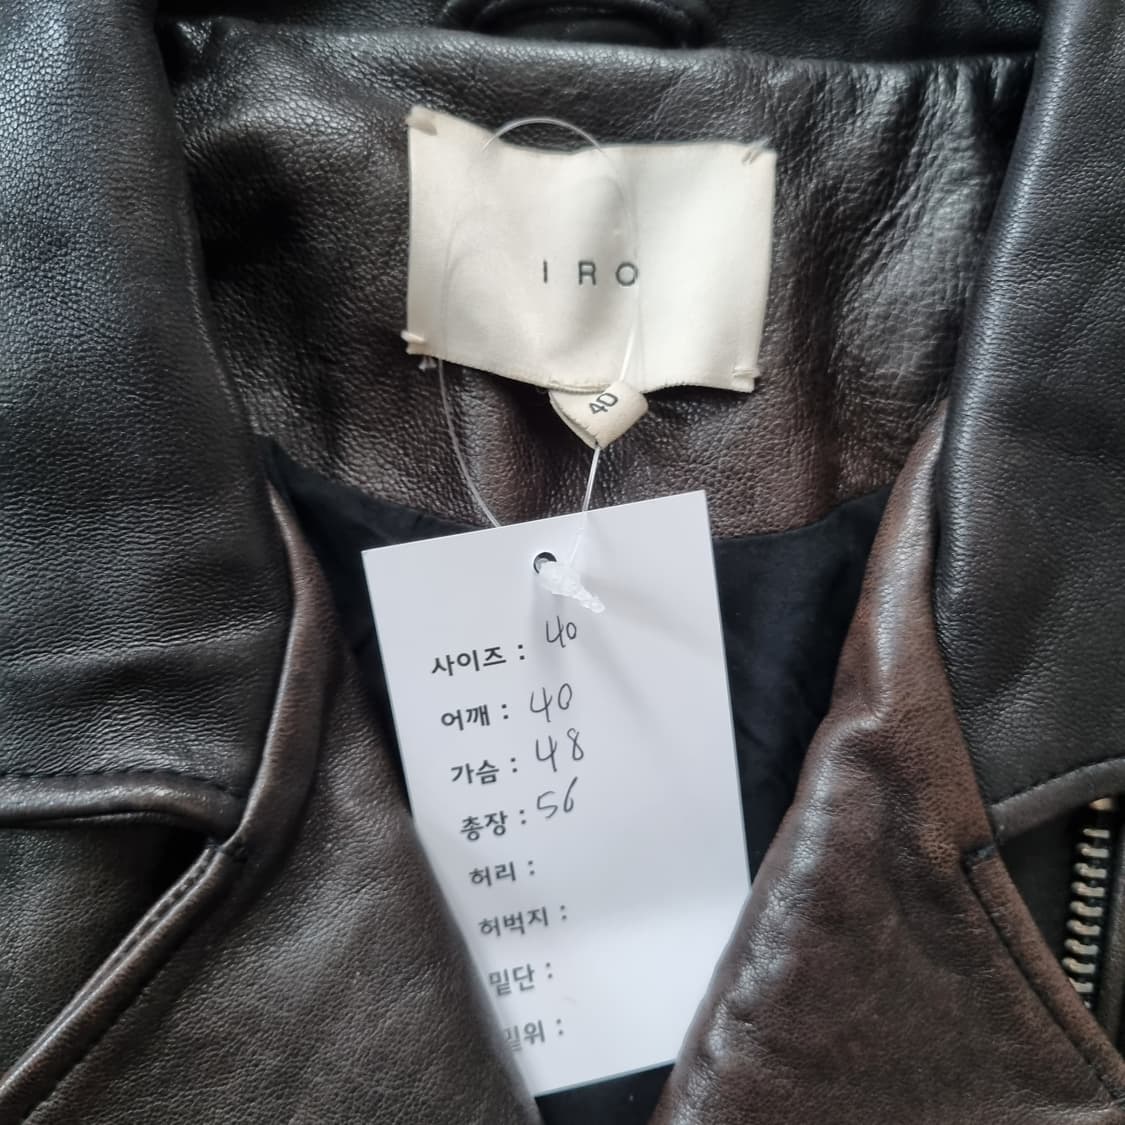 IRO
40
사이즈 : 40
어깨 : 40
가슴 : 48
총장 : 56
허리 :
허벅지 :
밑단 :
밑위 :